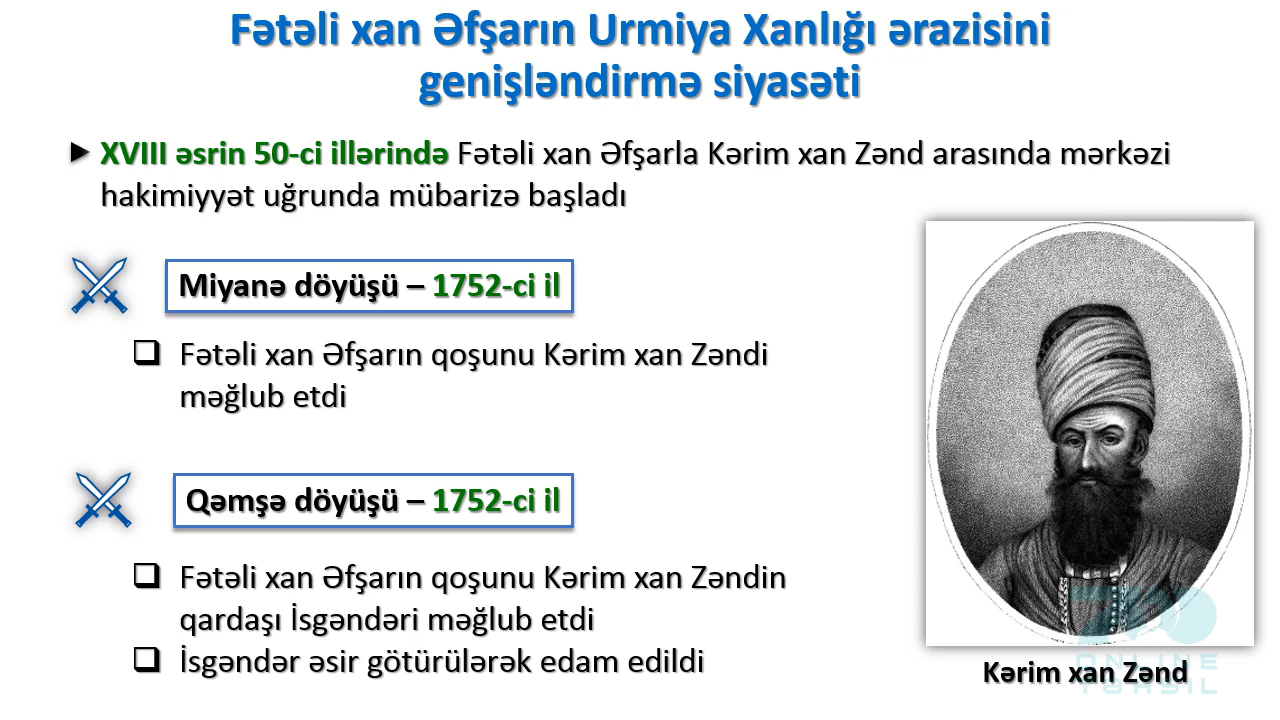 Fətəli xan Əfşarın Urmiya Xanlığı ərazisini
genişləndirmə siyasəti
XVIII əsrin 50-ci illərində Fətəli xan Əfşarla Kərim xan Zənd arasında mərkəzi
hakimiyyət uğrunda mübarizə başladı
Miyanə döyüşü – 1752-ci il
Fətəli xan Əfşarın qoşunu Kərim xan Zəndi
məğlub etdi
Qəmşə döyüşü – 1752-ci il
Fətəli xan Əfşarın qoşunu Kərim xan Zəndin
qardaşı İsgəndəri məğlub etdi
İsgəndər əsir götürülərək edam edildi
Kərim xan Zənd
ONLINE
TƏHSIL